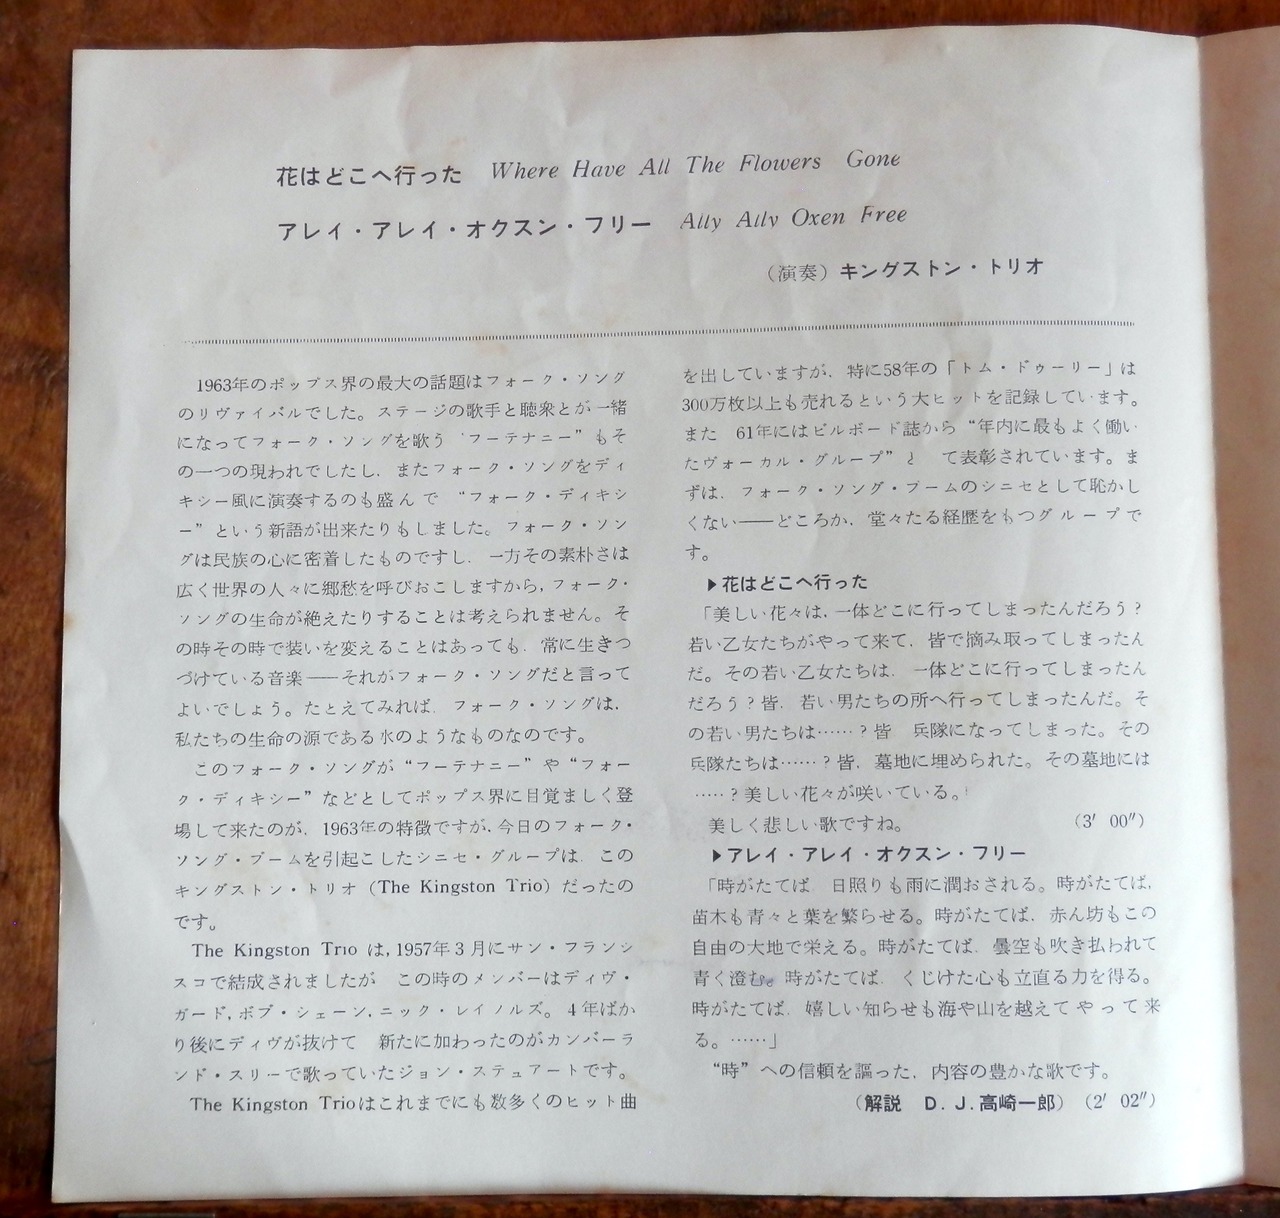 花はどこへ行った Where Have All The Flowers Gone
アレイ・アレイ・オクスン・フリー Ally Ally Oxen Free
(演奏) キングストン・トリオ
1963年のポップス界の最大の話題はフォーク・ソング
のリヴァイバルでした。ステージの歌手と聴衆とが一緒
になってフォーク・ソングを歌う “フーテナニー” もそ
の一つの現われでしたし、またフォーク・ソングをディ
キシー風に演奏するのも盛んで “フォーク・ディキシ
ー” という新語が出来たりもしました。フォーク・ソン
グは民族の心に密着したものですし、一方その素朴さは
広く世界の人々に郷愁を呼びおこしますから、フォーク・
ソングの生命が絶えたりすることは考えられません。そ
の時その時で装いを変えることはあっても、常に生きつ
づけている音楽――それがフォーク・ソングだと言って
よいでしょう。たとえてみれば、フォーク・ソングは、
私たちの生命の源である水のようなものなのです。
このフォーク・ソングが “フーテナニー” や “フォー
ク・ディキシー” などとしてポップス界に目覚ましく登
場して来たのが、1963年の特徴ですが、今日のフォーク・
ソング・ブームを引起こしたシニセ・グループは、この
キングストン・トリオ (The Kingston Trio) だったの
です。
The Kingston Trio は、1957年3月にサン・フランシ
スコで結成されましたが この時のメンバーはディヴ・
ガード、ボブ・シェーン、ニック・レイノルズ。4年ばか
り後にディヴが抜けて 新たに加わったのがカンバーラ
ンド・スリーで歌っていたジョン・ステュアートです。
The Kingston Trioはこれまでにも数多くのヒット曲
を出していますが、特に58年の「トム・ドゥーリー」は
300万枚以上も売れるという大ヒットを記録しています。
また 61年にはビルボード誌から “年内に最もよく働い
たヴォーカル・グループ” と て表彰されています。ま
ずは、フォーク・ソング・ブームのシニセとして恥かし
くない――どころか、堂々たる経歴をもつグループで
す。
▶花はどこへ行った
「美しい花々は、一体どこに行ってしまったんだろう？
若い乙女たちがやって来て、皆で摘み取ってしまったん
だ。その若い乙女たちは、一体どこに行ってしまったん
だろう？皆、若い男たちの所へ行ってしまったんだ。そ
の若い男たちは……？皆 兵隊になってしまった。その
兵隊たちは……？皆、墓地に埋められた。その墓地には
……？美しい花々が咲いている。」
美しく悲しい歌ですね。 (3′ 00″)
▶アレイ・アレイ・オクスン・フリー
「時がたてば、日照りも雨に潤おされる。時がたてば、
苗木も青々と葉を繁らせる。時がたてば、赤ん坊もこの
自由の大地で栄える。時がたてば、曇空も吹き払われて
青く澄む。時がたてば、くじけた心も立直る力を得る。
時がたてば、嬉しい知らせも海や山を越えてやって来
る。……」
“時” への信頼を謳った、内容の豊かな歌です。
(解説 D.J.高崎一郎) (2′ 02″)